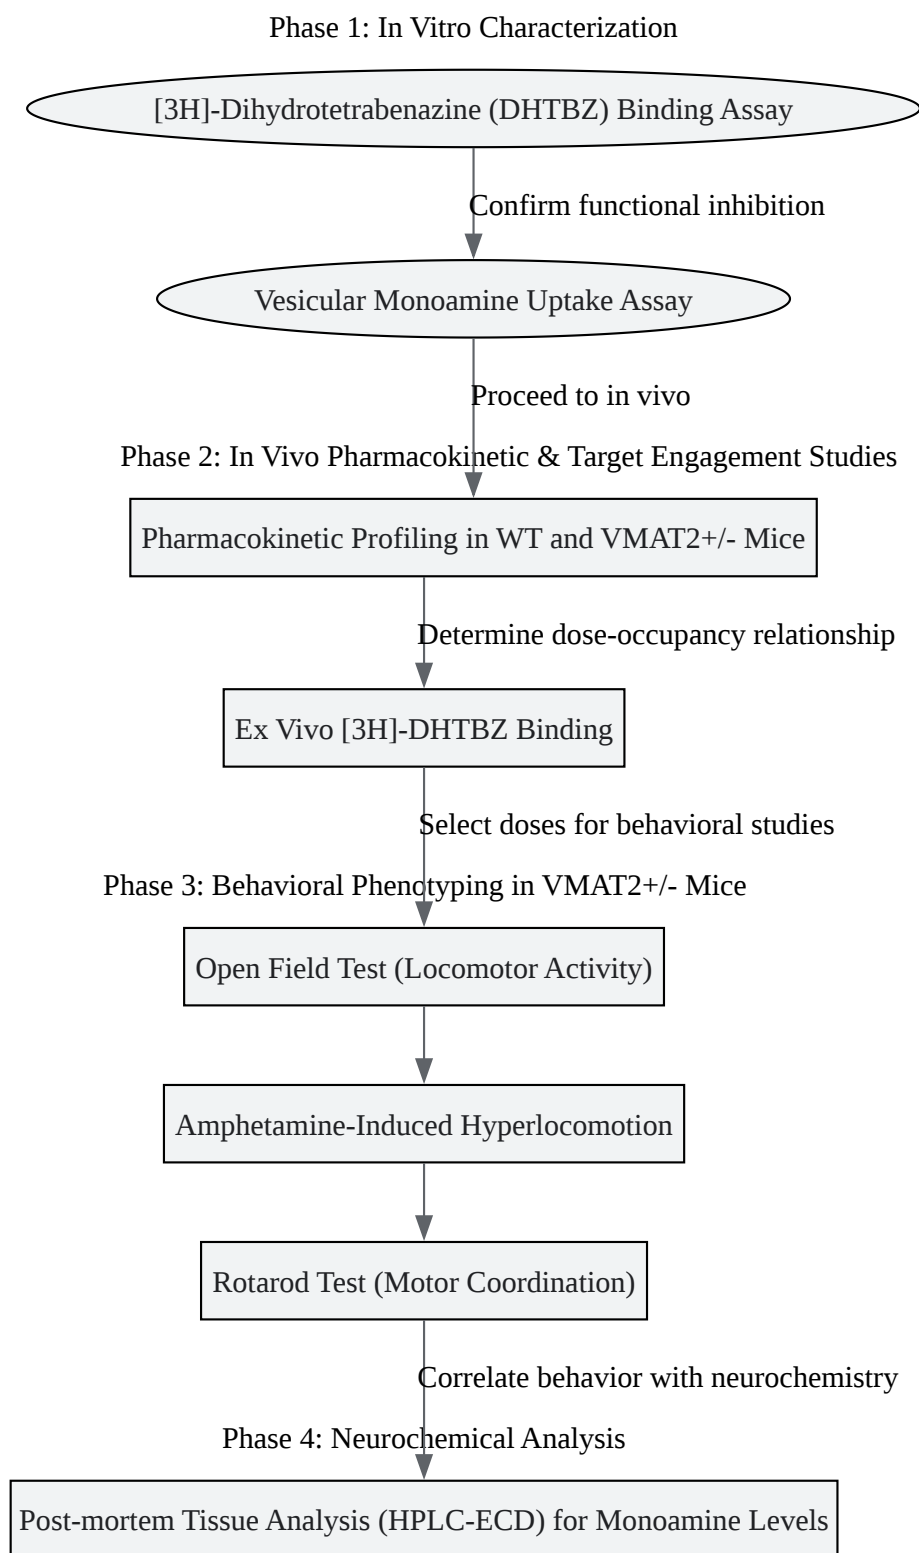 Phase 1: In Vitro Characterization
[3H]-Dihydrotetrabenazine (DHTBZ) Binding Assay
Confirm functional inhibition
Vesicular Monoamine Uptake Assay
Proceed to in vivo
Phase 2: In Vivo Pharmacokinetic & Target Engagement Studies
Pharmacokinetic Profiling in WT and VMAT2+/- Mice
Determine dose-occupancy relationship
Ex Vivo [3H]-DHTBZ Binding
Select doses for behavioral studies
Phase 3: Behavioral Phenotyping in VMAT2+/- Mice
Open Field Test (Locomotor Activity)
Amphetamine-Induced Hyperlocomotion
Rotarod Test (Motor Coordination)
Correlate behavior with neurochemistry
Phase 4: Neurochemical Analysis
Post-mortem Tissue Analysis (HPLC-ECD) for Monoamine Levels